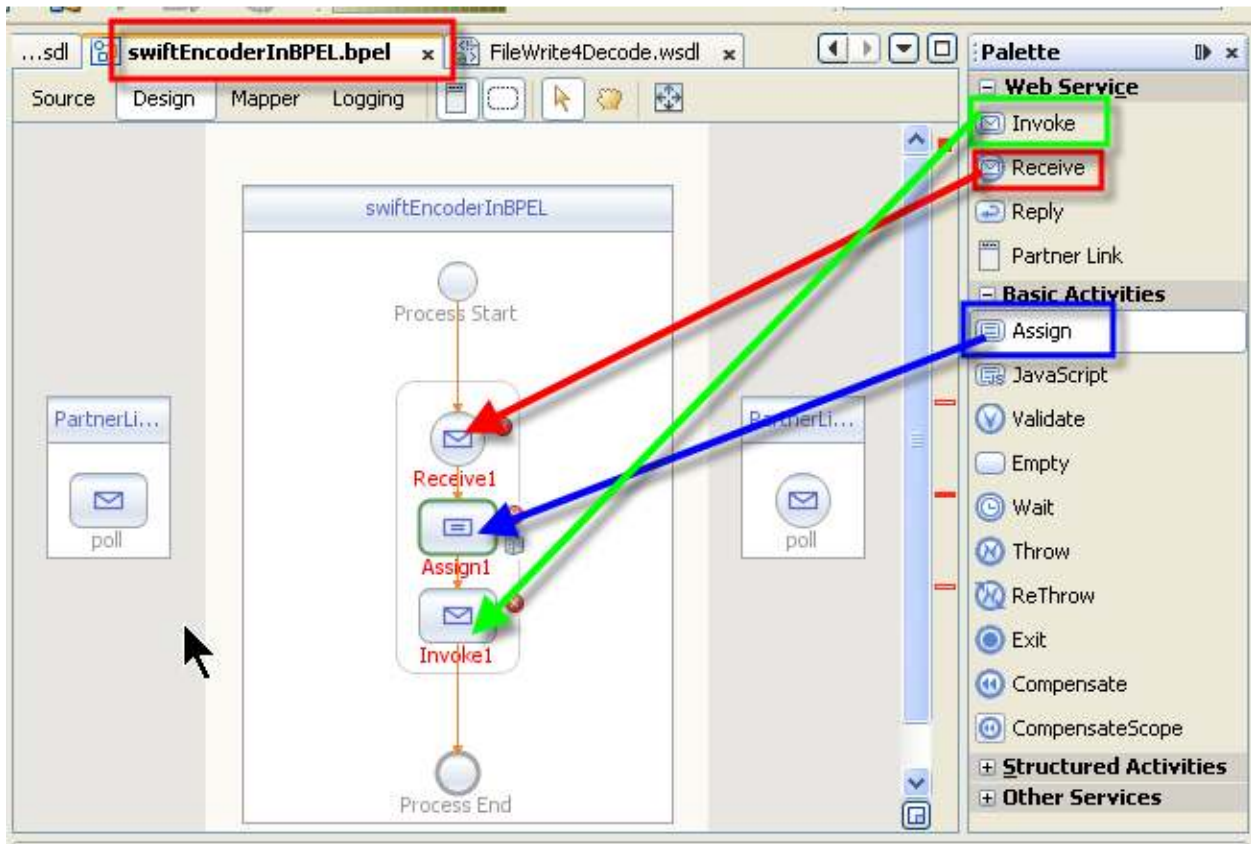 ...sdl
swiftEncoderInBPEL.bpel x
FileWrite4Decode.wsdl x
Palette
Source Design Mapper Logging
Web Service
Invoke
Receive
Reply
Partner Link
Basic Activities
Assign
JavaScript
Validate
Empty
Wait
Throw
ReThrow
Exit
Compensate
CompensateScope
Structured Activities
Other Services
swiftEncoderInBPEL
Process Start
PartnerLi...
poll
Receive1
Assign1
Invoke1
Process End
PartnerLi...
poll